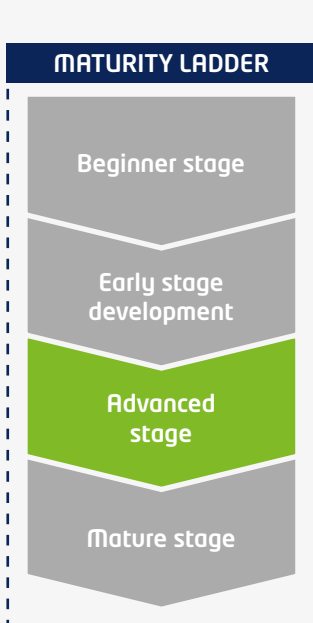 MATURITY LADDER
Beginner stage
Early stage
development
Advanced
stage
Mature stage